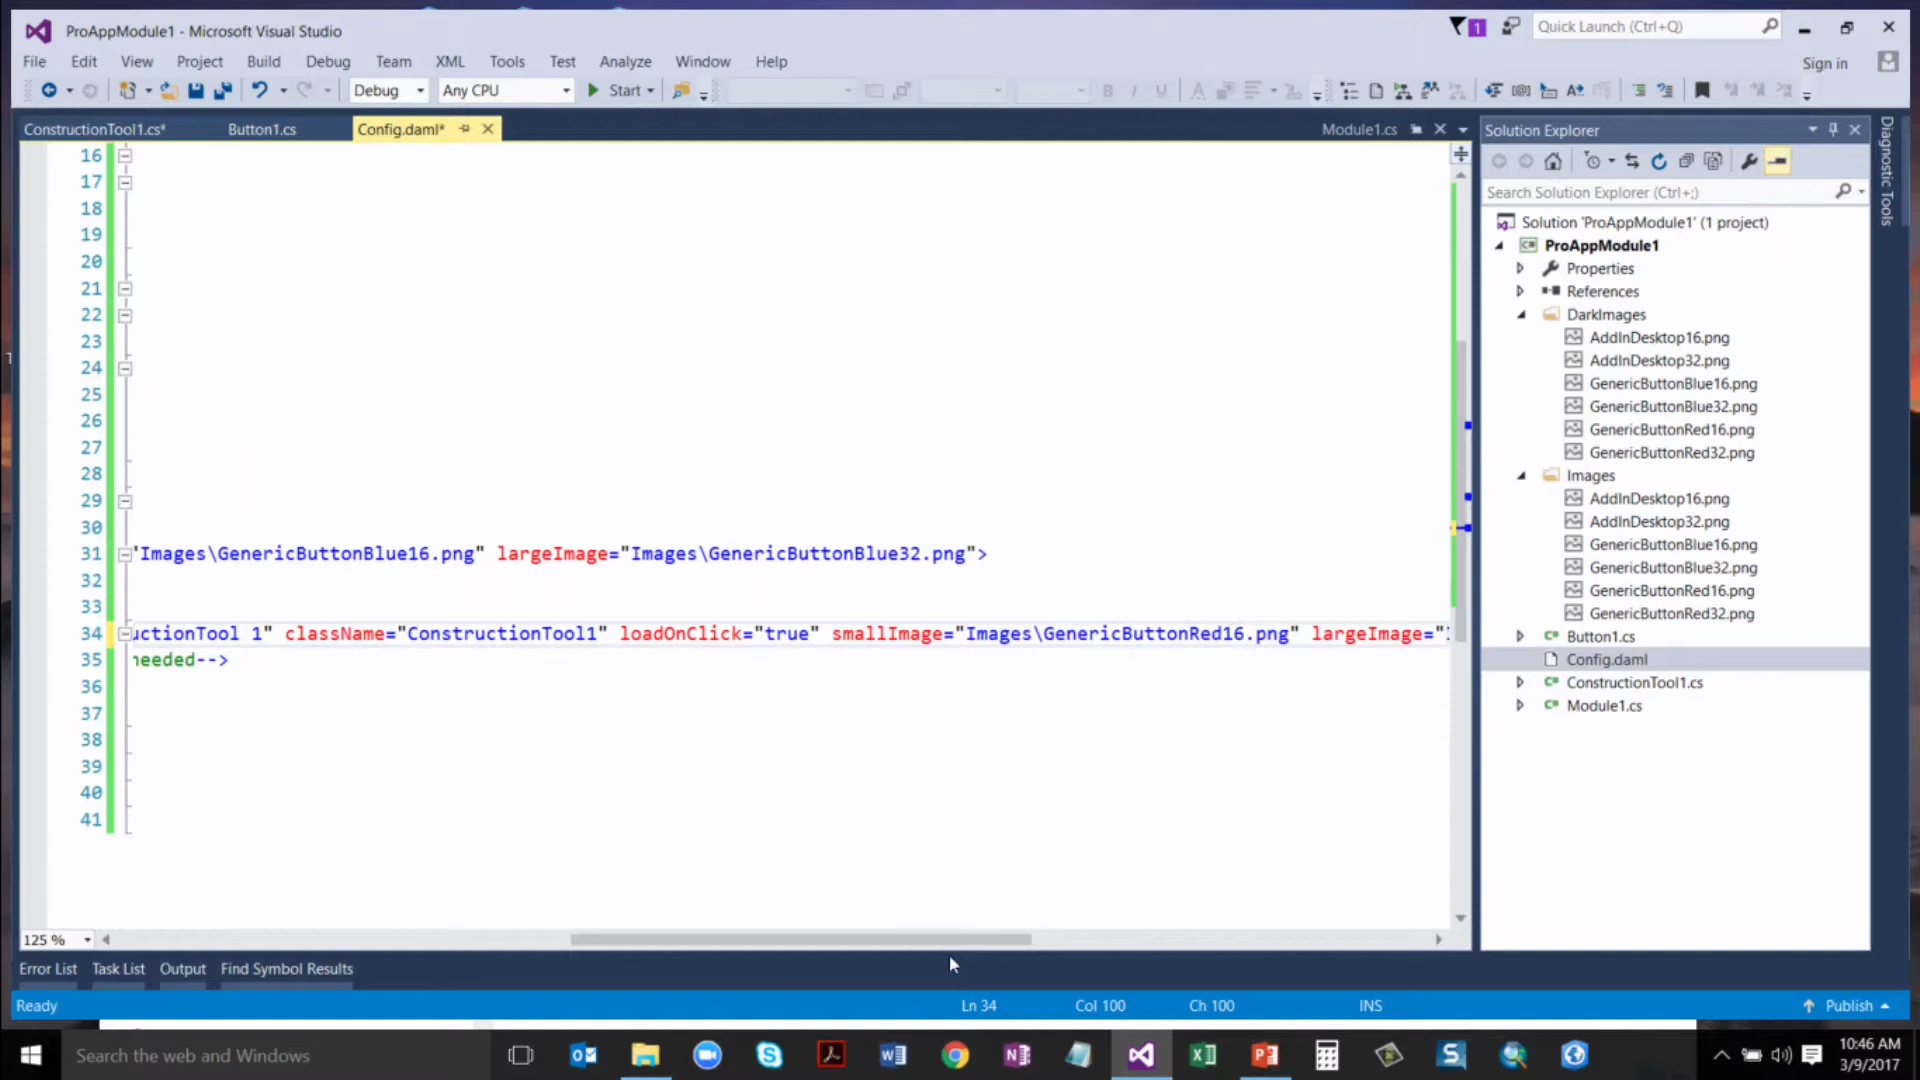 ProAppModule1 - Microsoft Visual Studio
1
Quick Launch (Ctrl+Q)
File Edit View Project Build Debug Team XML Tools Test Analyze Window Help
Sign in
Debug Any CPU Start
ConstructionTool1.cs* Button1.cs Config.daml* Module1.cs
16
17
18
19
20
21
22
23
24
25
26
27
28
29
30
31 "Images\GenericButtonBlue16.png" largeImage="Images\GenericButtonBlue32.png">
32
33
34 uctionTool 1" className="ConstructionTool1" loadOnClick="true" smallImage="Images\GenericButtonRed16.png" largeImage="
35 needed-->
36
37
38
39
40
41
125 %
Solution Explorer
Search Solution Explorer (Ctrl+;)
Solution 'ProAppModule1' (1 project)
ProAppModule1
Properties
References
DarkImages
AddInDesktop16.png
AddInDesktop32.png
GenericButtonBlue16.png
GenericButtonBlue32.png
GenericButtonRed16.png
GenericButtonRed32.png
Images
AddInDesktop16.png
AddInDesktop32.png
GenericButtonBlue16.png
GenericButtonBlue32.png
GenericButtonRed16.png
GenericButtonRed32.png
Button1.cs
Config.daml
ConstructionTool1.cs
Module1.cs
Diagnostic Tools
Error List Task List Output Find Symbol Results
Ready Ln 34 Col 100 Ch 100 INS Publish
Search the web and Windows
10:46 AM
3/9/2017